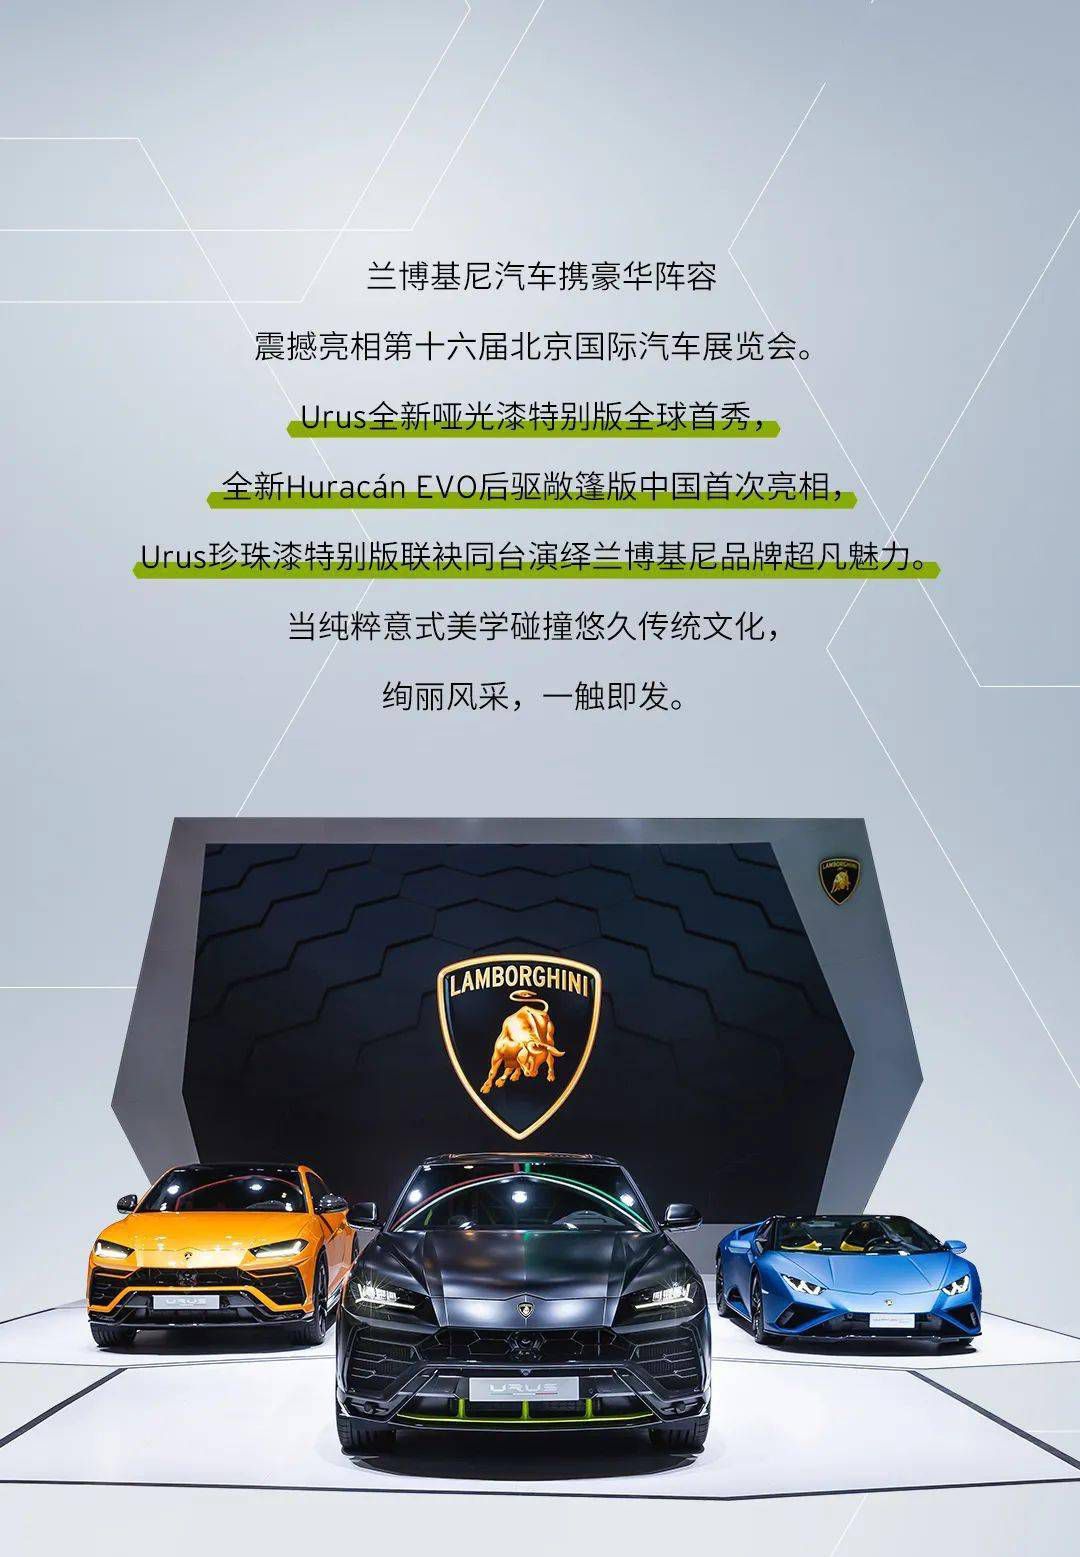 兰博基尼汽车携豪华阵容
震撼亮相第十六届北京国际汽车展览会。
Urus全新哑光漆特别版全球首秀，
全新Huracán EVO后驱敞篷版中国首次亮相，
Urus珍珠漆特别版联袂同台演绎兰博基尼品牌超凡魅力。
当纯粹意式美学碰撞悠久传统文化，
绚丽风采，一触即发。
LAMBORGHINI
LAMBORGHINI
URUS
URUS